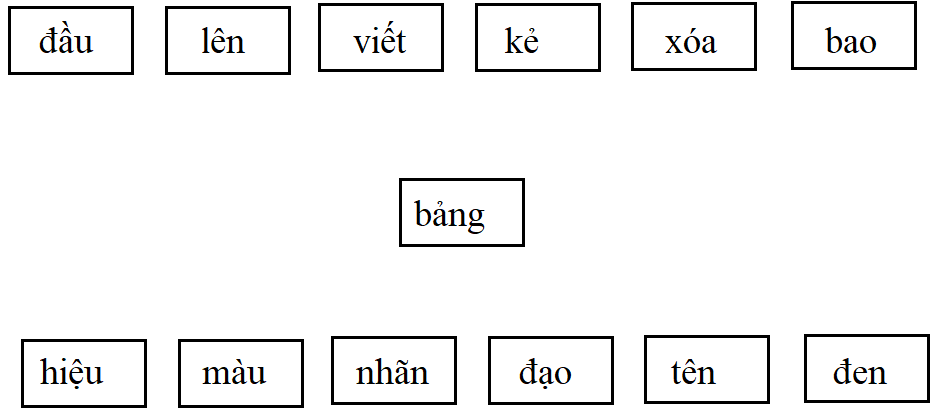 đầu lên viết kẻ xóa bao
bảng
hiệu màu nhãn đạo tên đen